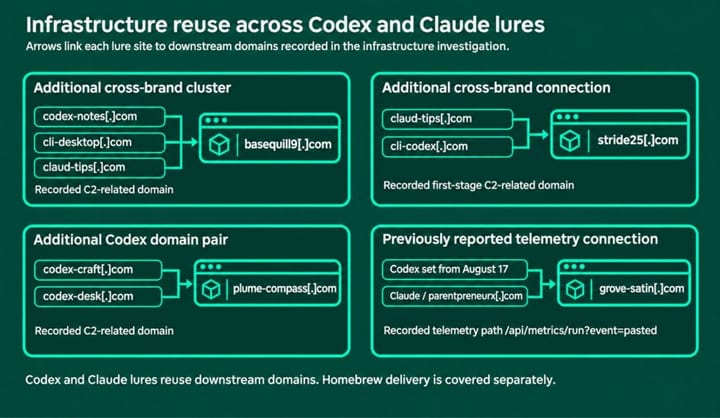 Infrastructure reuse across Codex and Claude lures
Arrows link each lure site to downstream domains recorded in the infrastructure investigation.
Additional cross-brand cluster
codex-notes[.]com
cli-desktop[.]com
claud-tips[.]com
basequill9[.]com
Recorded C2-related domain
Additional cross-brand connection
claud-tips[.]com
cli-codex[.]com
stride25[.]com
Recorded first-stage C2-related domain
Additional Codex domain pair
codex-craft[.]com
codex-desk[.]com
plume-compass[.]com
Recorded C2-related domain
Previously reported telemetry connection
Codex set from August 17
Claude / parentpreneurx[.]com
grove-satin[.]com
Recorded telemetry path /api/metrics/run?event=pasted
Codex and Claude lures reuse downstream domains. Homebrew delivery is covered separately.